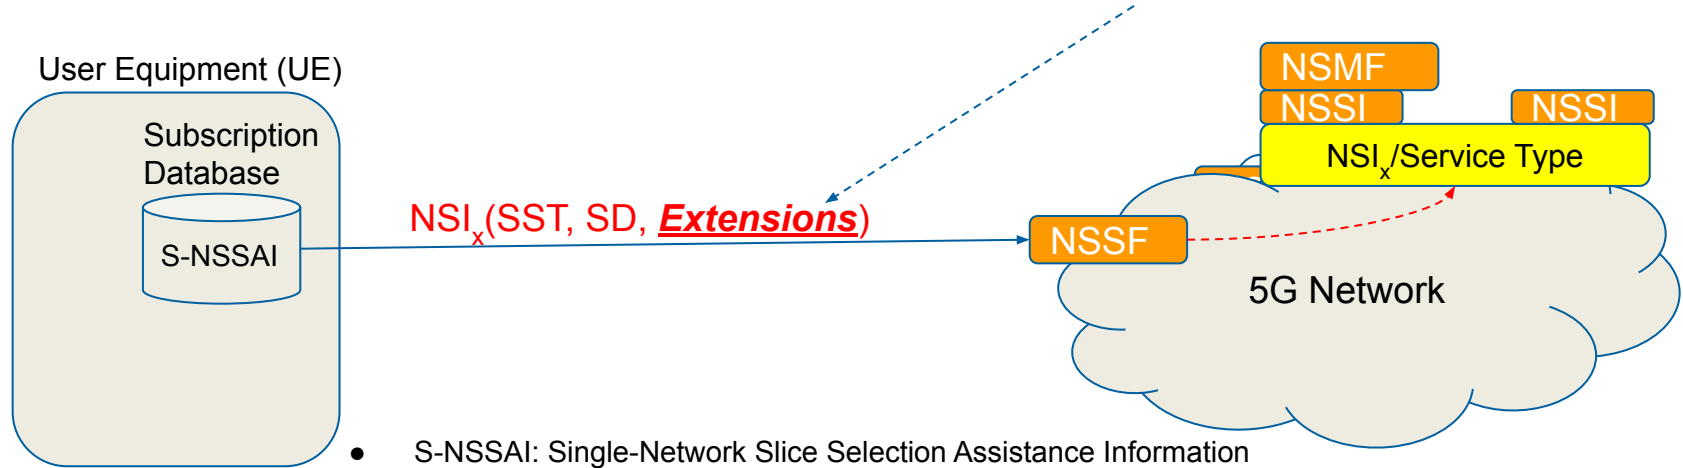 User Equipment (UE)
Subscription
Database
S-NSSAI
NSIx(SST, SD, Extensions)
NSSF
NSMF
NSSI
NSSI
NSIx/Service Type
5G Network
● S-NSSAI: Single-Network Slice Selection Assistance Information